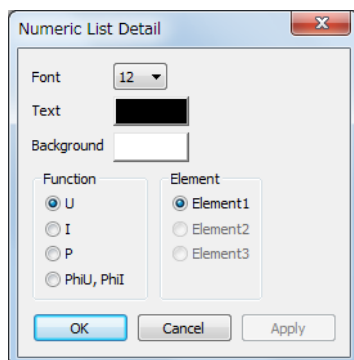 Numeric List Detail
Font 12
Text
Background
Function Element
U Element1
I Element2
P Element3
PhiU, PhiI
OK Cancel Apply